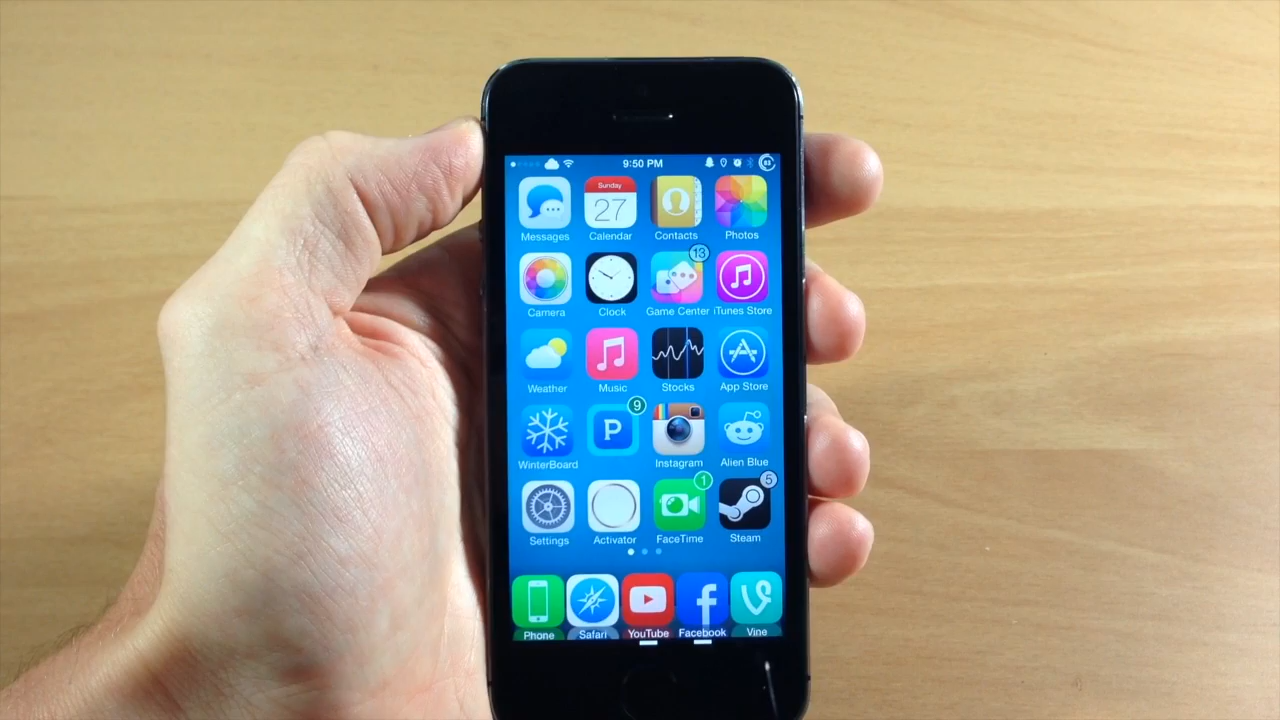 9:50 PM 83
Sunday
27
Messages Calendar Contacts Photos
13
Camera Clock Game Center iTunes Store
Weather Music Stocks App Store
9
P
WinterBoard Instagram Alien Blue
1 5
Settings Activator FaceTime Steam
f
Phone Safari YouTube Facebook Vine